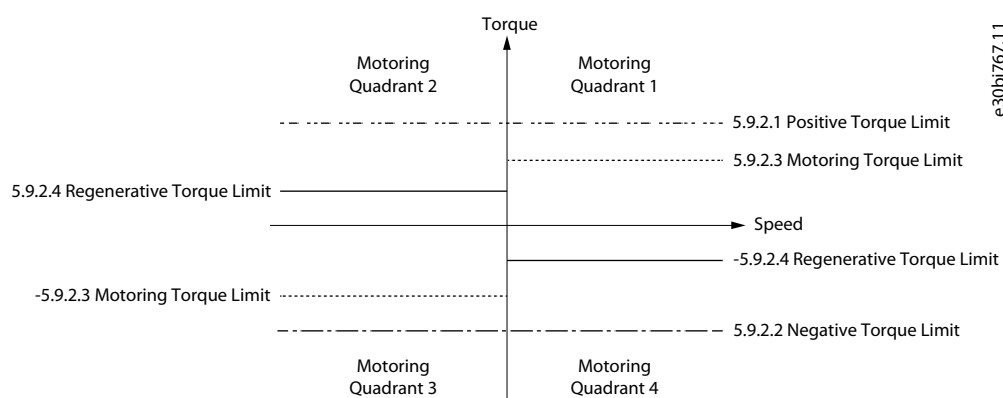 Torque
Motoring
Quadrant 2
Motoring
Quadrant 1
e30bj767.11
5.9.2.1 Positive Torque Limit
5.9.2.3 Motoring Torque Limit
5.9.2.4 Regenerative Torque Limit
Speed
-5.9.2.4 Regenerative Torque Limit
-5.9.2.3 Motoring Torque Limit
5.9.2.2 Negative Torque Limit
Motoring
Quadrant 3
Motoring
Quadrant 4